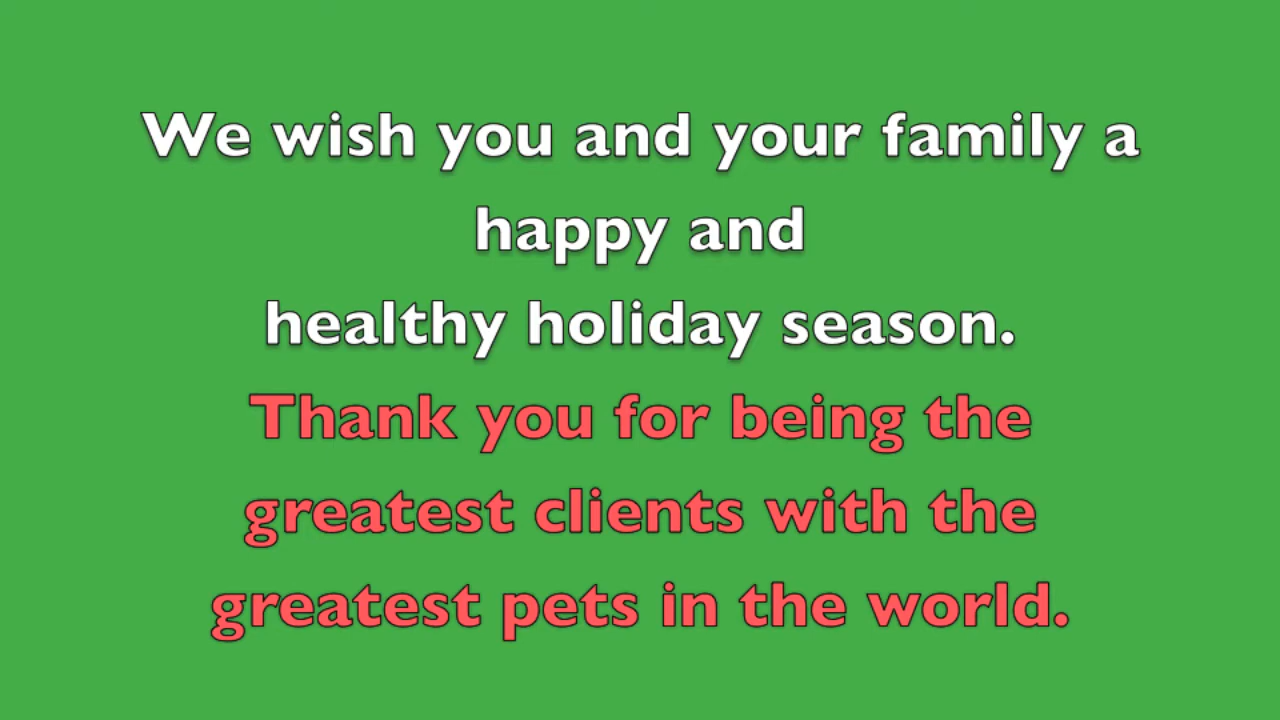 We wish you and your family a
happy and
healthy holiday season.
Thank you for being the
greatest clients with the
greatest pets in the world.